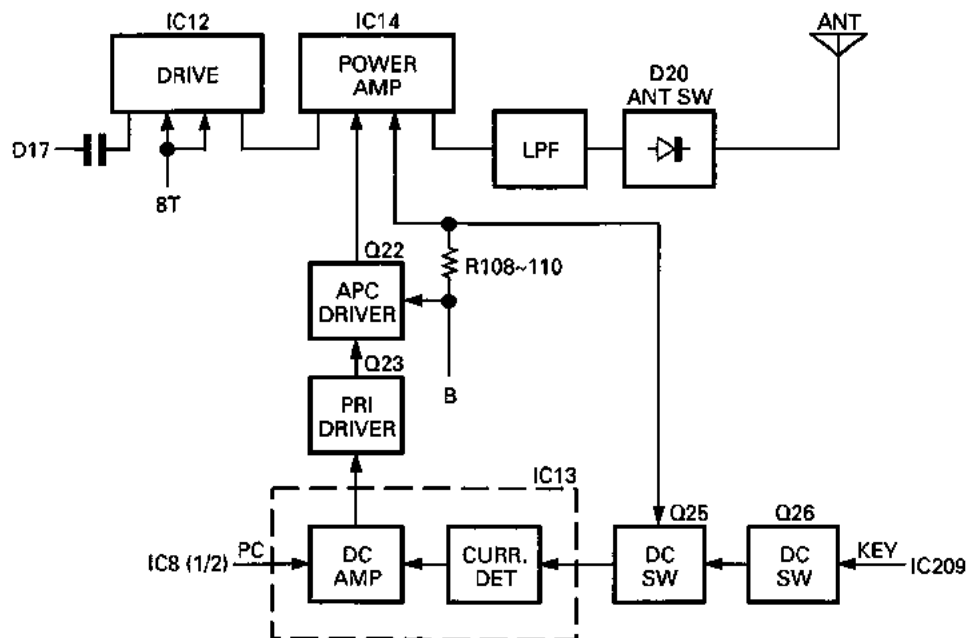 IC12
DRIVE
IC14
POWER
AMP
ANT
D20
ANT SW
LPF
D17
8T
R108~110
Q22
APC
DRIVER
Q23
PRI
DRIVER
B
IC13
Q25
Q26
IC8 (1/2)
PC
DC
AMP
CURR.
DET
DC
SW
DC
SW
KEY
IC209